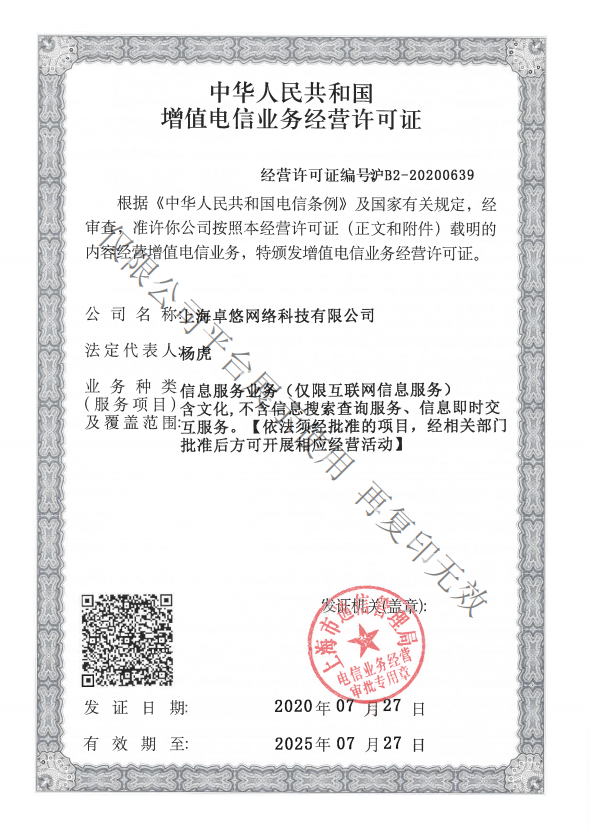 中华人民共和国
增值电信业务经营许可证
经营许可证编号:沪B2-20200639
根据《中华人民共和国电信条例》及国家有关规定，经
审查，准许你公司按照本经营许可证（正文和附件）载明的
内容经营增值电信业务，特颁发增值电信业务经营许可证。
公司名称:上海卓悠网络科技有限公司
法定代表人:杨虎
业务种类 信息服务业务（仅限互联网信息服务）
(服务项目) 含文化,不含信息搜索查询服务、信息即时交
及覆盖范围: 互服务。【依法须经批准的项目，经相关部门
批准后方可开展相应经营活动】
仅限公司平台展示使用 再复印无效
发证机关(盖章):
上海市通信管理局
电信业务经营
审批专用章
发证日期: 2020年07月27日
有效期至: 2025年07月27日